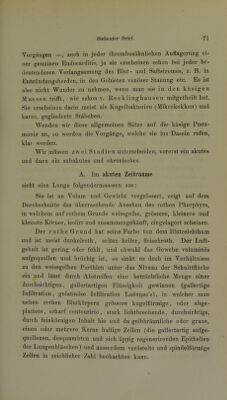 Siebenter Brief. 71
Vorgängen —, auch in jeder thrombusähnlichen Auflagerung ei-
ner genuinen Endocarditis, ja sie erscheinen schon bei jeder be-
deutenderen Verlangsamung des Blut- und Saftstromes, z. B. in
Entzündungsherden, in den Gebieten venöser Stauung etc. Es ist
also nicht Wunder zu nehmen, wenn man sie in den käsigen
Massen trifft, wie schon v. Recklinghausen mitgetheilt hat.
Sie erscheinen darin meist als Kugelbakterien (Mikrokokken) und
kurze, gegliederte Stäbchen.
Wenden wir diese allgemeinen Sätze auf die käsige Pneu-
monie an, so werden die Vorgänge, welche sie ins Dasein rufen,
klar werden.
Wir müssen zwei Stadien unterscheiden, vorerst ein akutes
und dann ein subakutes und chronisches.
A. Im akuten Zeitraume
sieht eine Lunge folgendermaassen aus:
Sie ist an Volum und Gewicht vergrössert, zeigt auf dem
Durchschnitte das überraschende Ansehen des rothen Phorphyrs,
in welchem auf rothem Grunde weissgelbe, grössere, kleinere und
kleinste Körner, isolirt und zusammengehäuft, eingelagert scheinen.
Der rothe Grund hat seine Farbe von dem Blutreichthum
und ist meist dunkelroth, selten heller, fleischroth. Der Luft-
gehalt ist gering oder fehlt, und obwohl das Gewebe voluminös
aufgequollen und brüchig ist, so sinkt es doch im Verhältnisse
zu den weissgelben Parthien unter das Niveau der Schnittfläche
ein und lässt durch Abstreifen eine beträchtliche Menge einer
durchsichtigen, gallertartigen Flüssigkeit gewinnen (gallertige
Infiltration, gelatinöse Infiltration Laënnec's), in welcher man
neben rothen Blutkörpern grössere kugelförmige, oder abge-
plattete, scharf contourirte, stark lichtbrechende, durchsichtige,
durch feinkörnigen Inhalt hie und da gelbbräunliche oder graue,
einen oder mehrere Kerne haltige Zellen (die gallertartig aufge-
quollenen, desquamirten und sich üppig regenerirenden Epithelien
der Lungenbläschen) und ausserdem verästelte und spindelförmige
Zellen in reichlicher Zahl beobachten kann.